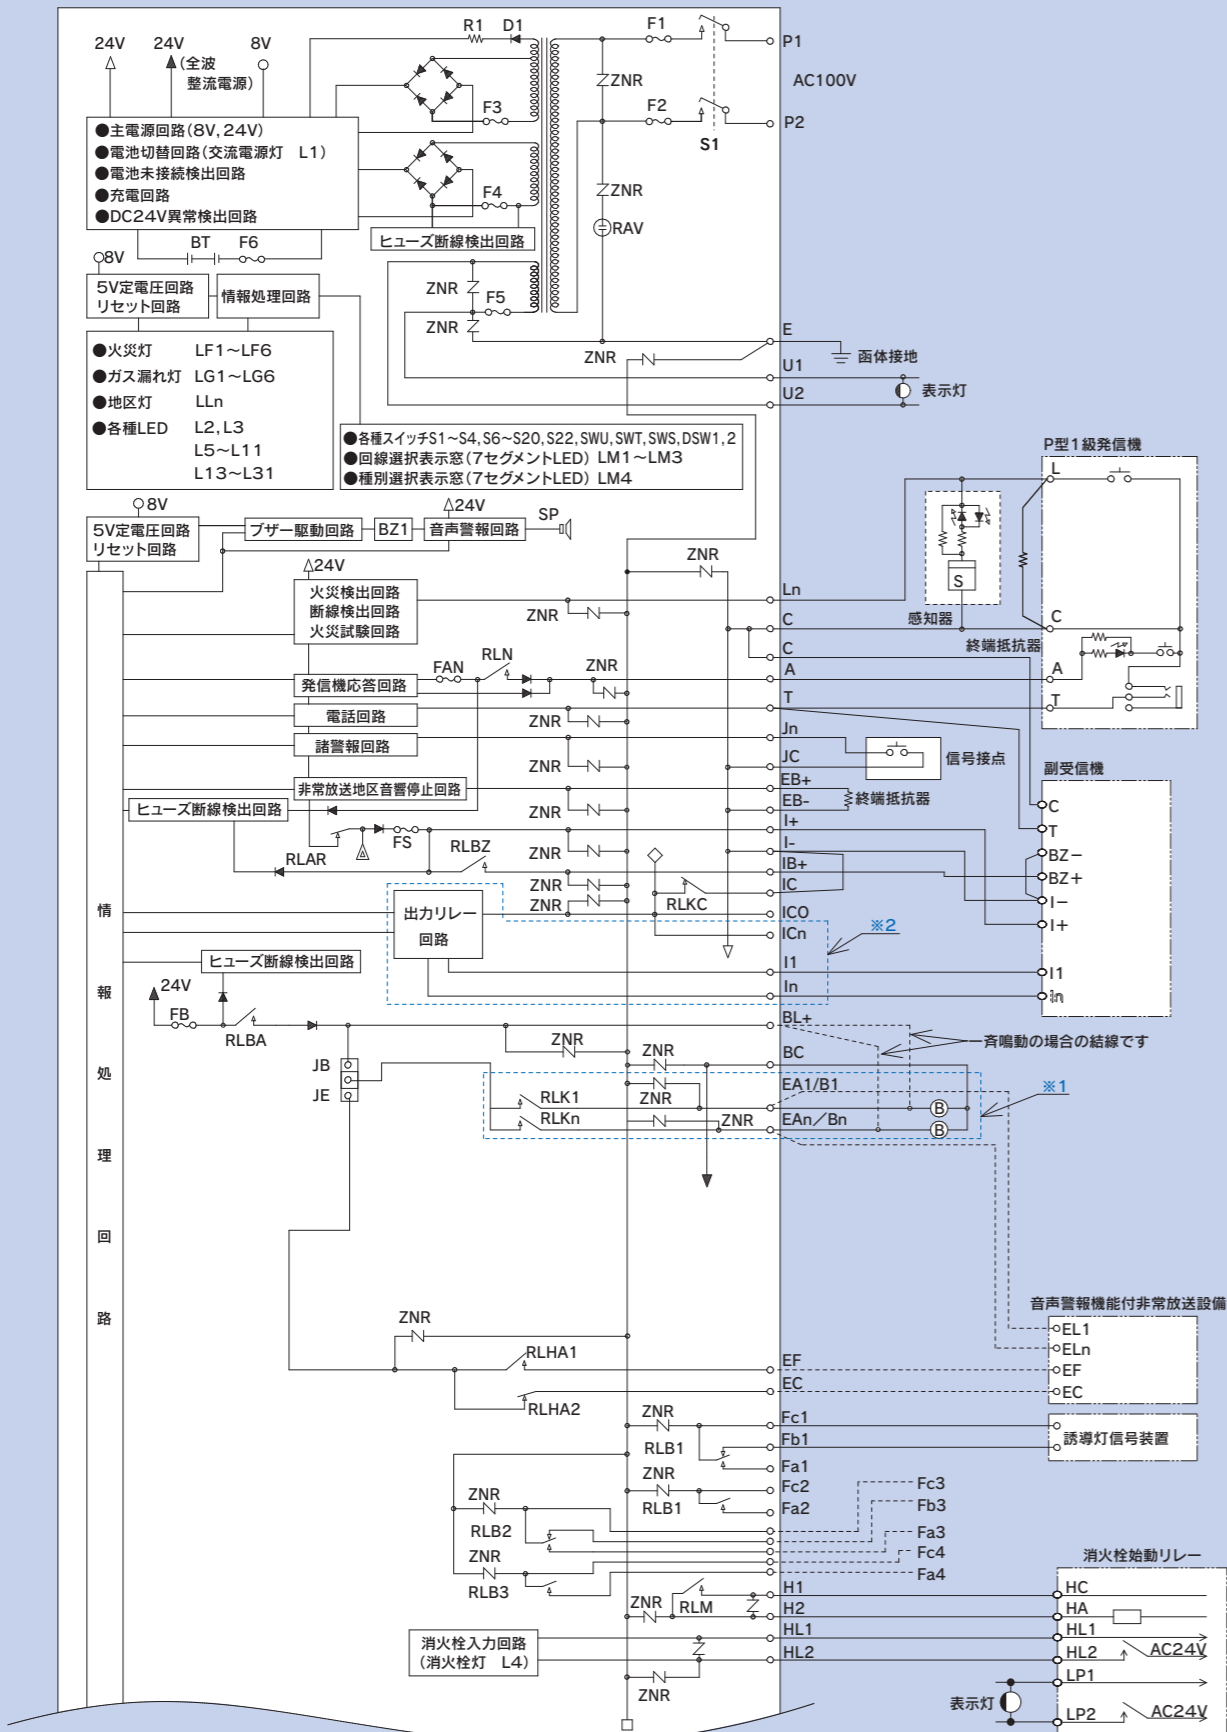 24V
24V
(全波
整流電源)
8V
R1
D1
F1
P1
ZNR
AC100V
F3
F2
P2
S1
●主電源回路(8V,24V)
●電池切替回路(交流電源灯 L1)
●電池未接続検出回路
●充電回路
●DC24V異常検出回路
F4
ZNR
RAV
ヒューズ断線検出回路
BT
F6
8V
5V定電圧回路
リセット回路
情報処理回路
ZNR
F5
ZNR
E
ZNR
函体接地
U1
表示灯
U2
●火災灯 LF1～LF6
●ガス漏れ灯 LG1～LG6
●地区灯 LLn
●各種LED L2,L3
L5～L11
L13～L31
●各種スイッチS1～S4,S6～S20,S22,SWU,SWT,SWS,DSW1,2
●回線選択表示窓(7セグメントLED) LM1～LM3
●種別選択表示窓(7セグメントLED) LM4
P型1級発信機
L
8V
5V定電圧回路
リセット回路
ブザー駆動回路
BZ1
24V
音声警報回路
SP
24V
火災検出回路
断線検出回路
火災試験回路
ZNR
ZNR
Ln
S
感知器
C
C
終端抵抗器
C
発信機応答回路
FAN
RLN
ZNR
A
A
電話回路
ZNR
T
T
諸警報回路
ZNR
Jn
JC
信号接点
副受信機
非常放送地区音響停止回路
ZNR
EB+
EB-
終端抵抗器
ヒューズ断線検出回路
C
T
BZ−
BZ+
I−
I+
I1
In
RLAR
FS
RLBZ
ZNR
I+
I-
IB+
IC
ZNR
ZNR
RLKC
ICO
ICn
出力リレー
回路
※2
I1
In
ヒューズ断線検出回路
24V
FB
RLBA
BL+
一斉鳴動の場合の結線です
ZNR
ZNR
BC
JB
JE
ZNR
EA1/B1
RLK1
B
※1
RLKn
ZNR
EAn/Bn
B
情
報
処
理
回
路
音声警報機能付非常放送設備
EL1
ELn
EF
EC
ZNR
RLHA1
EF
RLHA2
EC
ZNR
Fc1
RLB1
Fb1
誘導灯信号装置
Fa1
ZNR
Fc2
RLB1
Fa2
ZNR
RLB2
Fc3
Fb3
Fa3
ZNR
RLB3
Fc4
Fa4
消火栓始動リレー
ZNR
RLM
H1
H2
HL1
HL2
HC
HA
HL1
HL2
AC24V
消火栓入力回路
(消火栓灯 L4)
ZNR
LP1
表示灯
LP2
AC24V